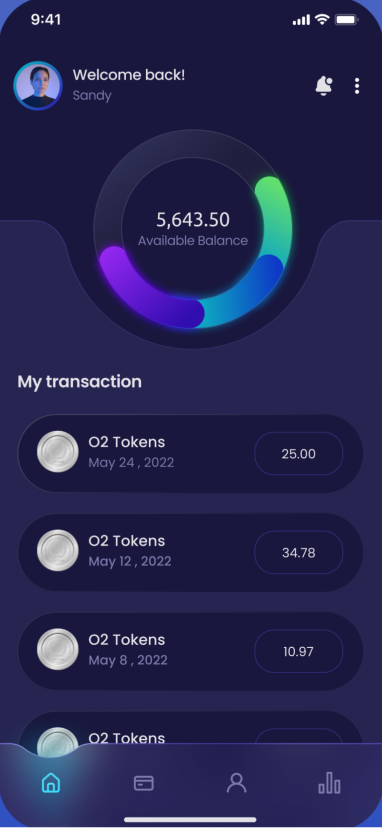 9:41
Welcome back!
Sandy
5,643.50
Available Balance
My transaction
O2 Tokens
May 24 , 2022
25.00
O2 Tokens
May 12 , 2022
34.78
O2 Tokens
May 8 , 2022
10.97
O2 Tokens